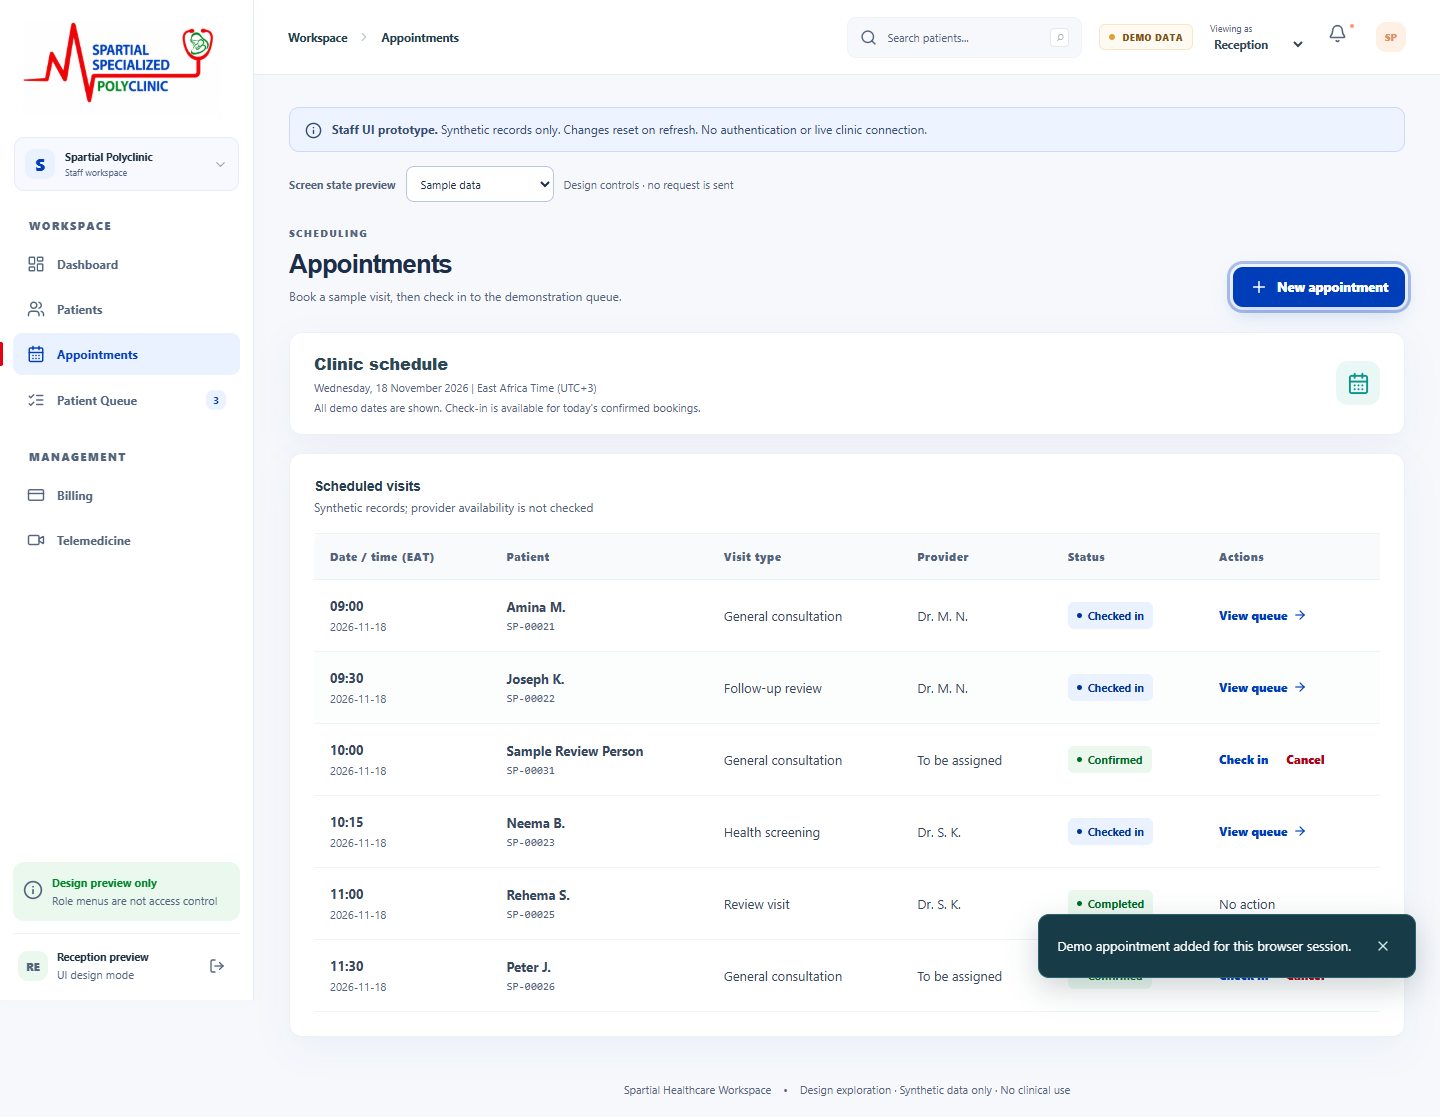 SPARTIAL
SPECIALIZED
POLYCLINIC
Workspace
Appointments
Search patients...
DEMO DATA
Viewing as
Reception
SP
S
Spartial Polyclinic
Staff workspace
WORKSPACE
Dashboard
Patients
Appointments
Patient Queue 3
MANAGEMENT
Billing
Telemedicine
Design preview only
Role menus are not access control
RE
Reception preview
UI design mode
Staff UI prototype. Synthetic records only. Changes reset on refresh. No authentication or live clinic connection.
Screen state preview Sample data Design controls · no request is sent
SCHEDULING
Appointments
Book a sample visit, then check in to the demonstration queue.
New appointment
Clinic schedule
Wednesday, 18 November 2026 | East Africa Time (UTC+3)
All demo dates are shown. Check-in is available for today's confirmed bookings.
Scheduled visits
Synthetic records; provider availability is not checked
Date / time (EAT) Patient Visit type Provider Status Actions
09:00 Amina M. General consultation Dr. M. N. Checked in View queue →
2026-11-18 SP-00021
09:30 Joseph K. Follow-up review Dr. M. N. Checked in View queue →
2026-11-18 SP-00022
10:00 Sample Review Person General consultation To be assigned Confirmed Check in Cancel
2026-11-18 SP-00031
10:15 Neema B. Health screening Dr. S. K. Checked in View queue →
2026-11-18 SP-00023
11:00 Rehema S. Review visit Dr. S. K. Completed No action
2026-11-18 SP-00025
11:30 Peter J. General consultation To be assigned
2026-11-18 SP-00026
Demo appointment added for this browser session.
Spartial Healthcare Workspace • Design exploration · Synthetic data only · No clinical use